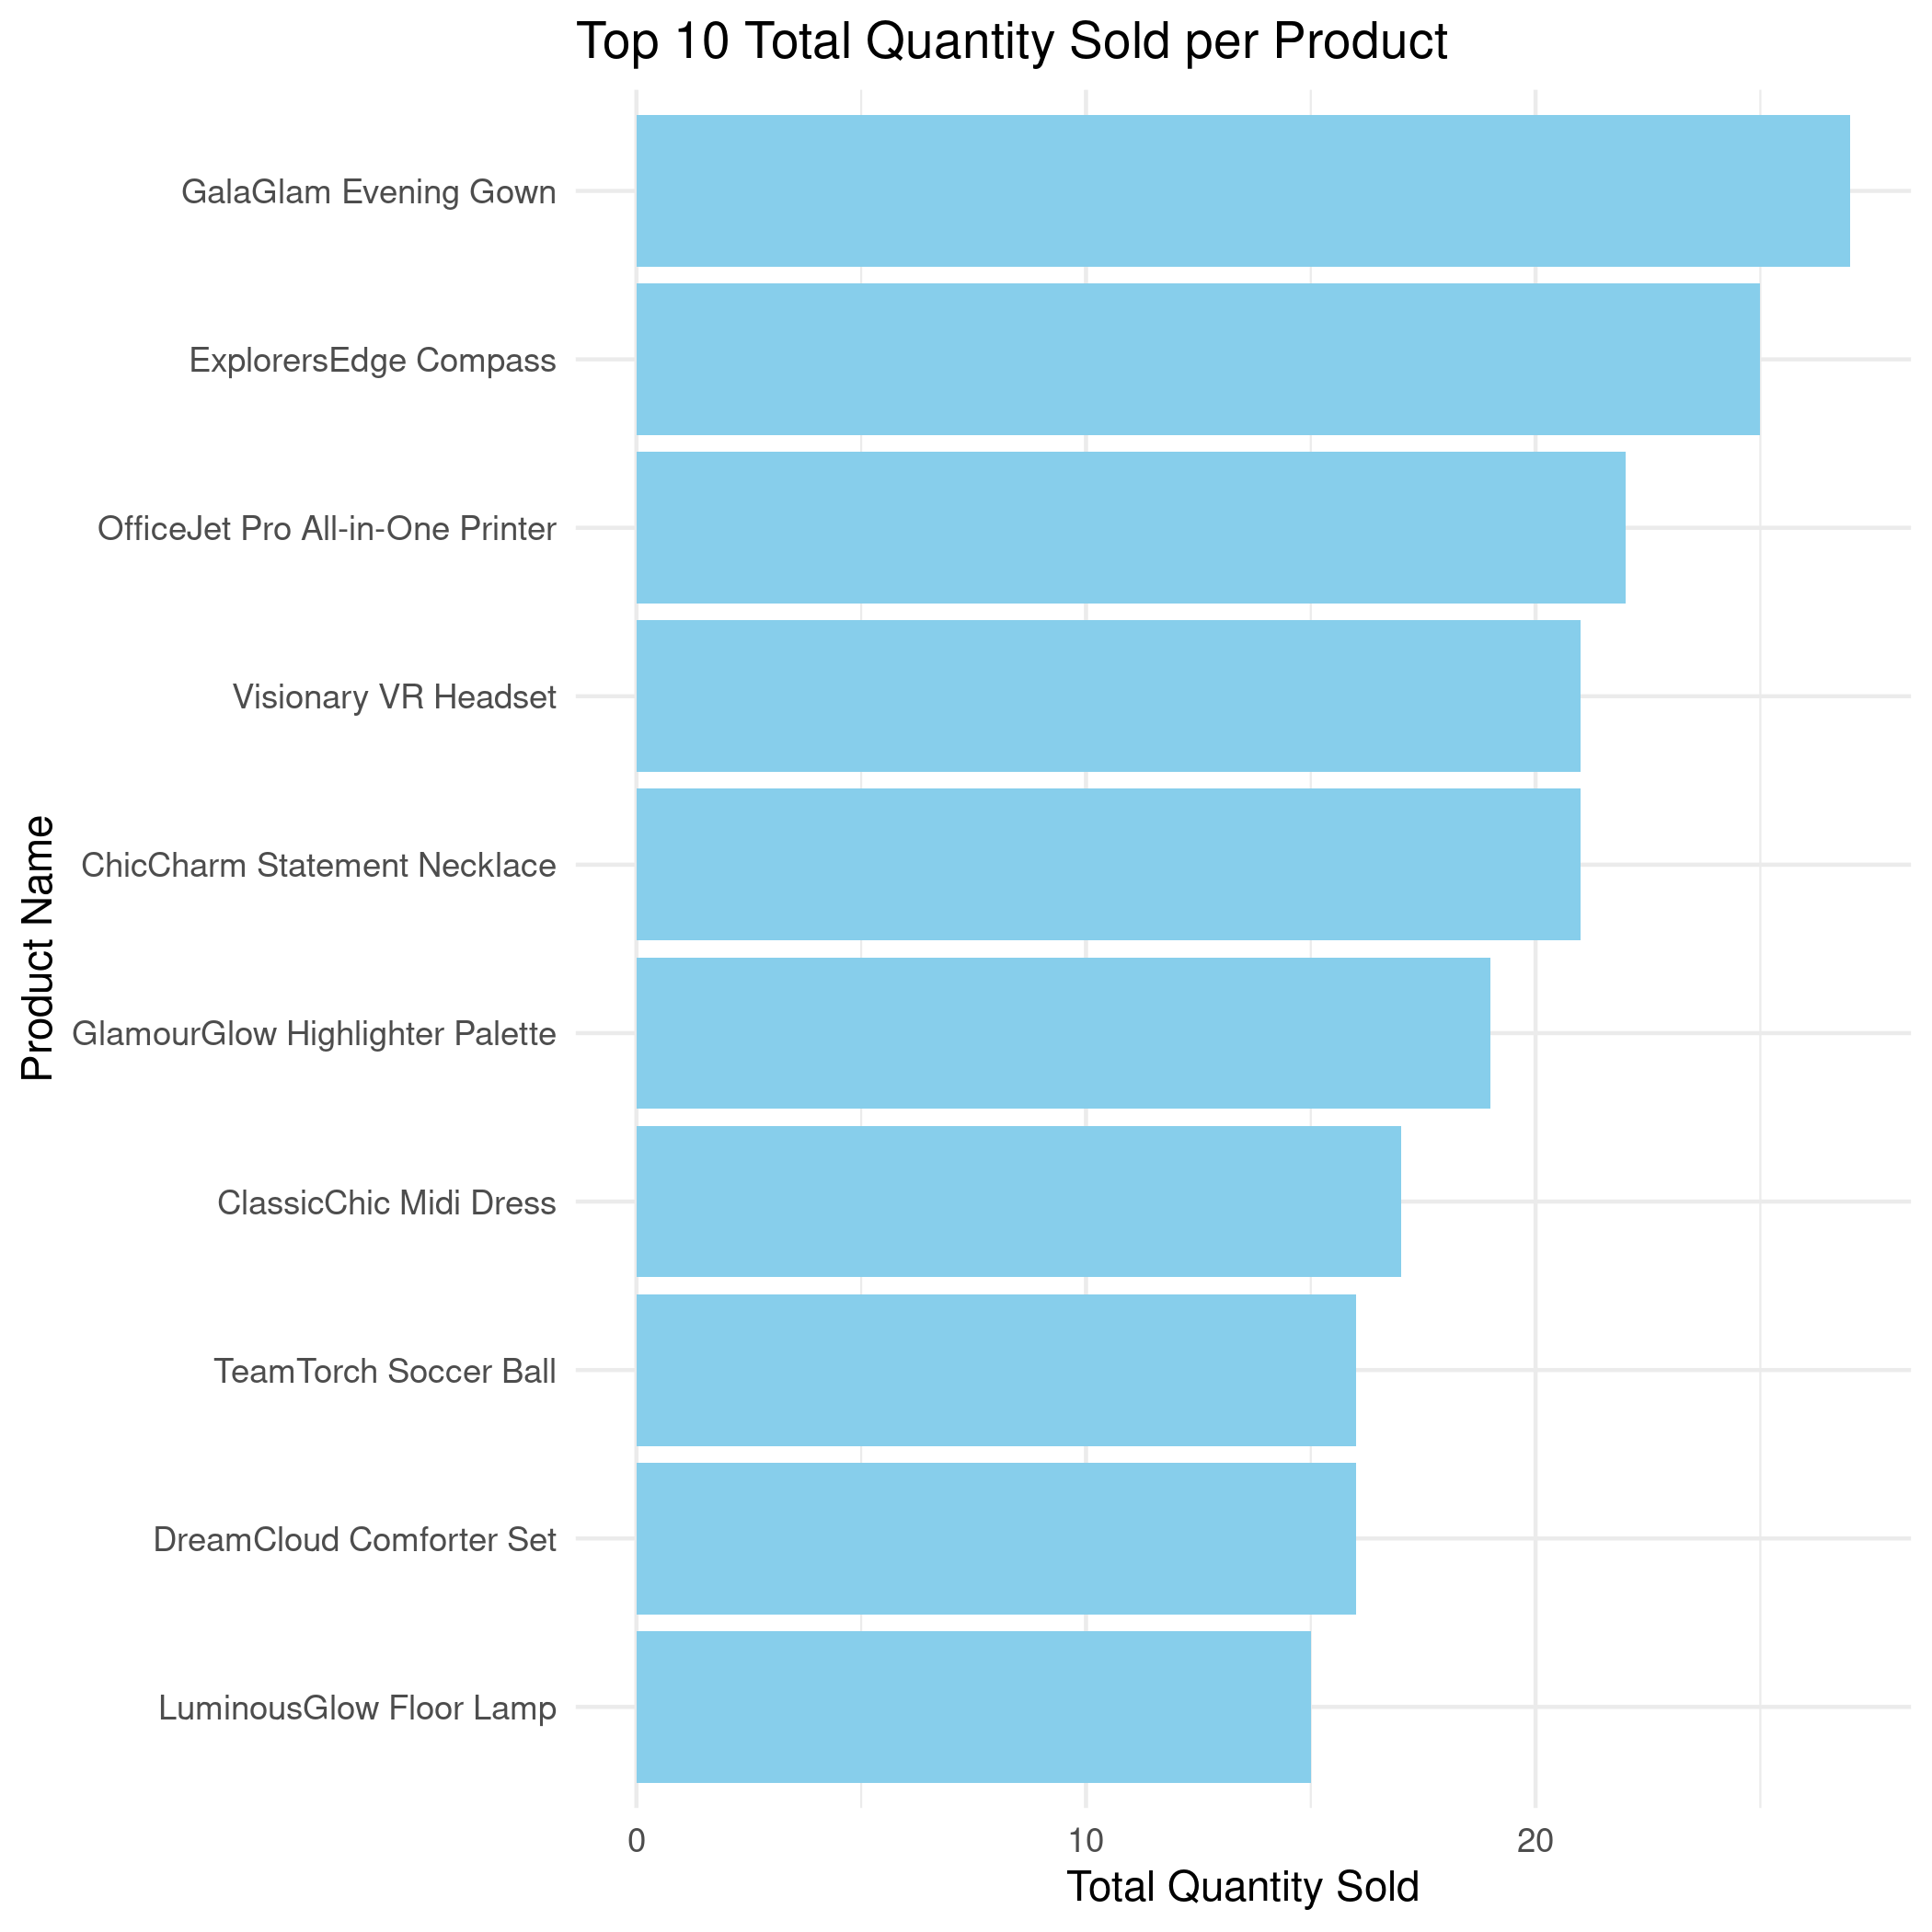 Top 10 Total Quantity Sold per Product
Product Name
GalaGlam Evening Gown
ExplorersEdge Compass
OfficeJet Pro All-in-One Printer
Visionary VR Headset
ChicCharm Statement Necklace
GlamourGlow Highlighter Palette
ClassicChic Midi Dress
TeamTorch Soccer Ball
DreamCloud Comforter Set
LuminousGlow Floor Lamp
0 10 20
Total Quantity Sold